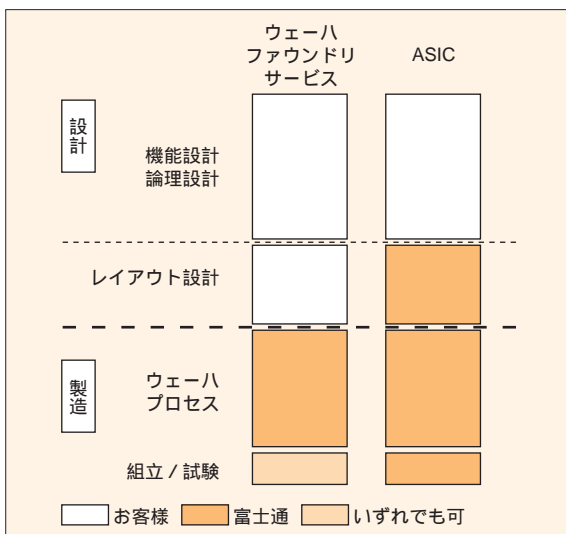 ウェーハ
ファウンドリ
サービス
ASIC
設計
機能設計
論理設計
レイアウト設計
製造
ウェーハ
プロセス
組立 / 試験
お客様
富士通
いずれでも可